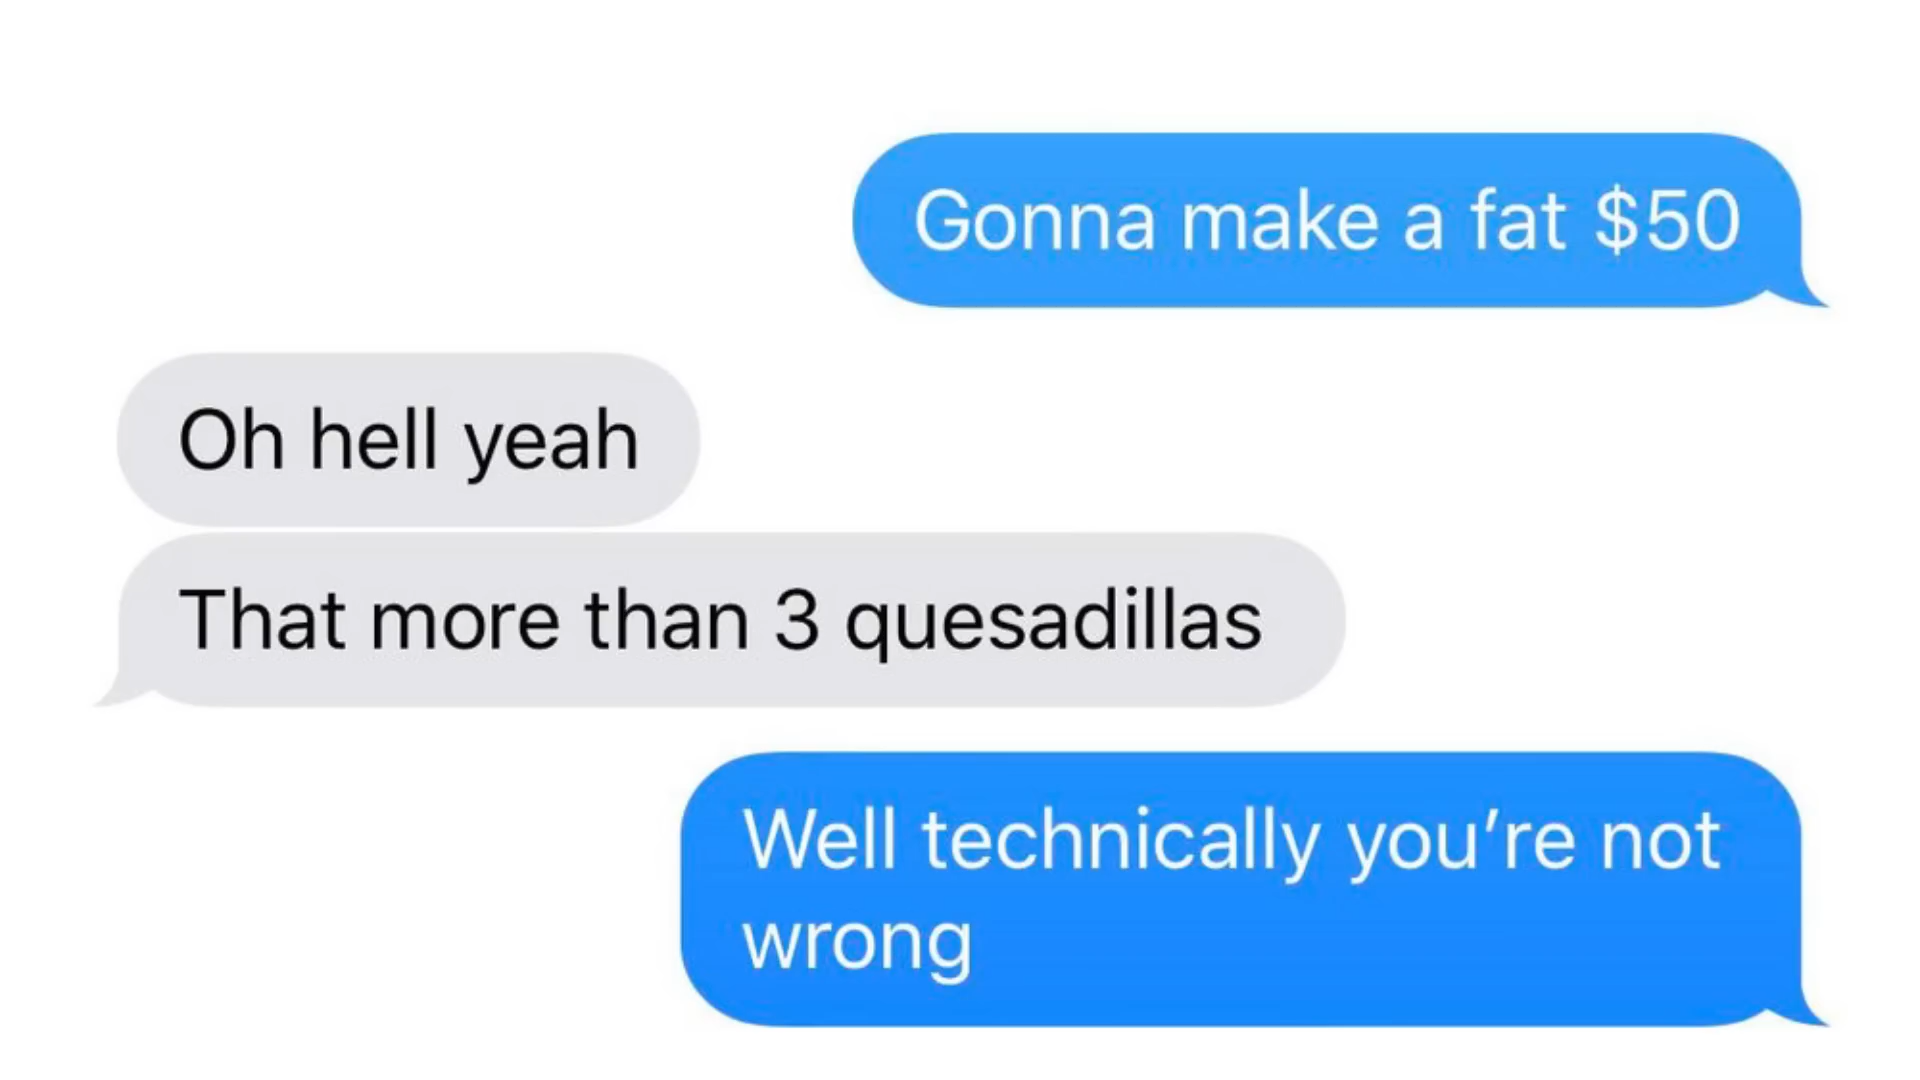 Gonna make a fat $50
Oh hell yeah
That more than 3 quesadillas
Well technically you’re not
wrong